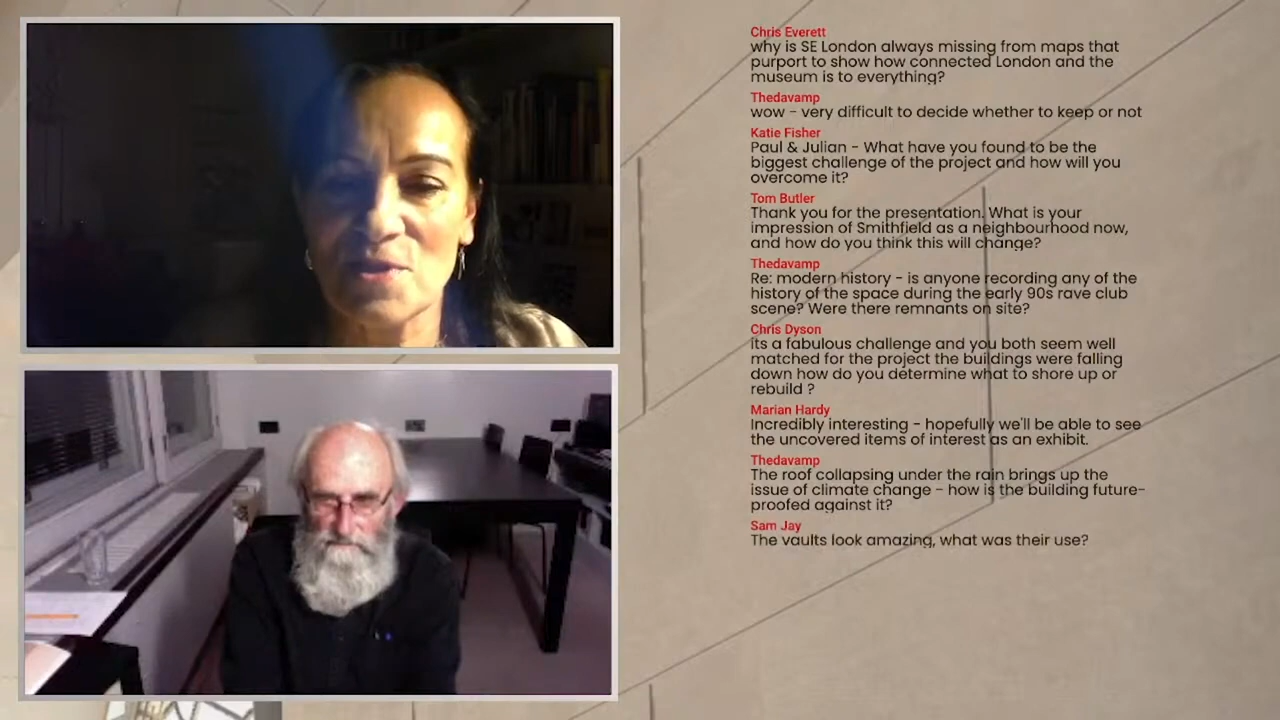 Chris Everett
why is SE London always missing from maps that
purport to show how connected London and the
museum is to everything?
Thedavamp
wow - very difficult to decide whether to keep or not
Katie Fisher
Paul & Julian - What have you found to be the
biggest challenge of the project and how will you
overcome it?
Tom Butler
Thank you for the presentation. What is your
impression of Smithfield as a neighbourhood now,
and how do you think this will change?
Thedavamp
Re: modern history - is anyone recording any of the
history of the space during the early 90s rave club
scene? Were there remnants on site?
Chris Dyson
its a fabulous challenge and you both seem well
matched for the project the buildings were falling
down how do you determine what to shore up or
rebuild ?
Marian Hardy
Incredibly interesting - hopefully we'll be able to see
the uncovered items of interest as an exhibit.
Thedavamp
The roof collapsing under the rain brings up the
issue of climate change - how is the building future-
proofed against it?
Sam Jay
The vaults look amazing, what was their use?